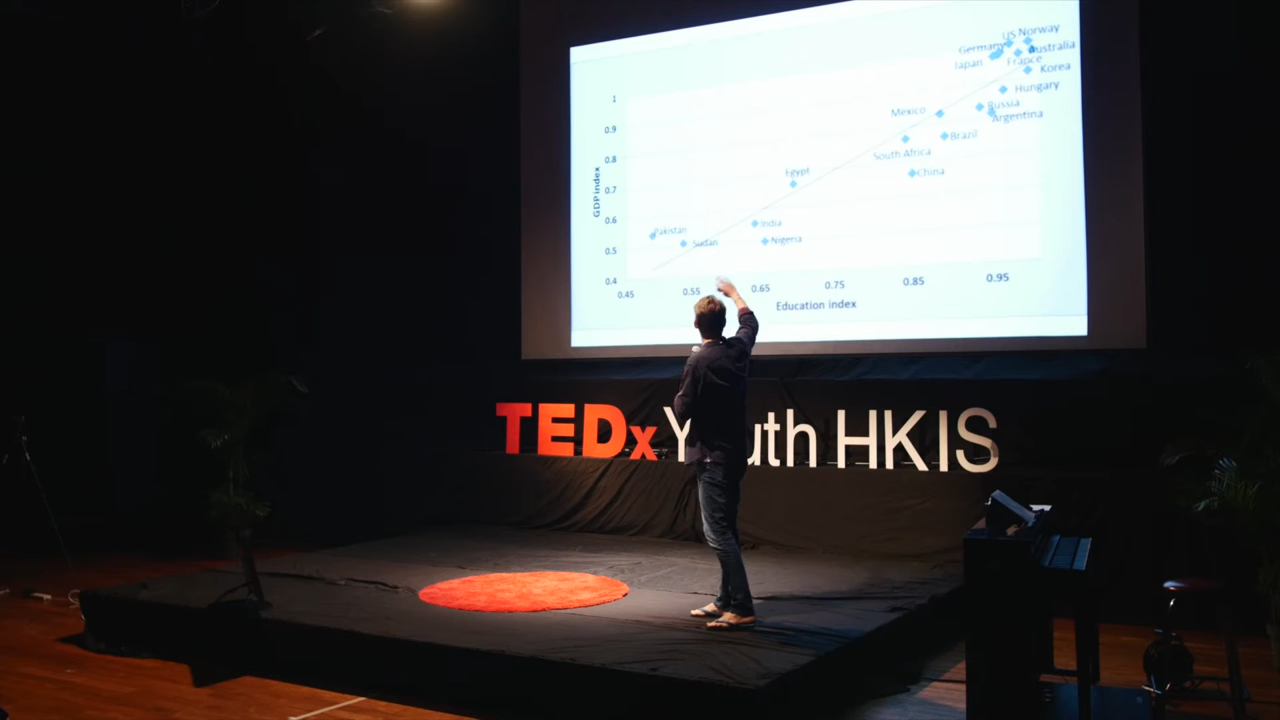 US Norway
Germany
Australia
Japan
France
Korea
1
Hungary
Mexico
Russia
Argentina
0.9
Brazil
South Africa
0.8
Egypt
China
0.7
GDP index
0.6
India
Pakistan
Sudan
Nigeria
0.5
0.4
0.45
0.55
0.65
0.75
0.85
0.95
Education index
TEDxYouth HKIS